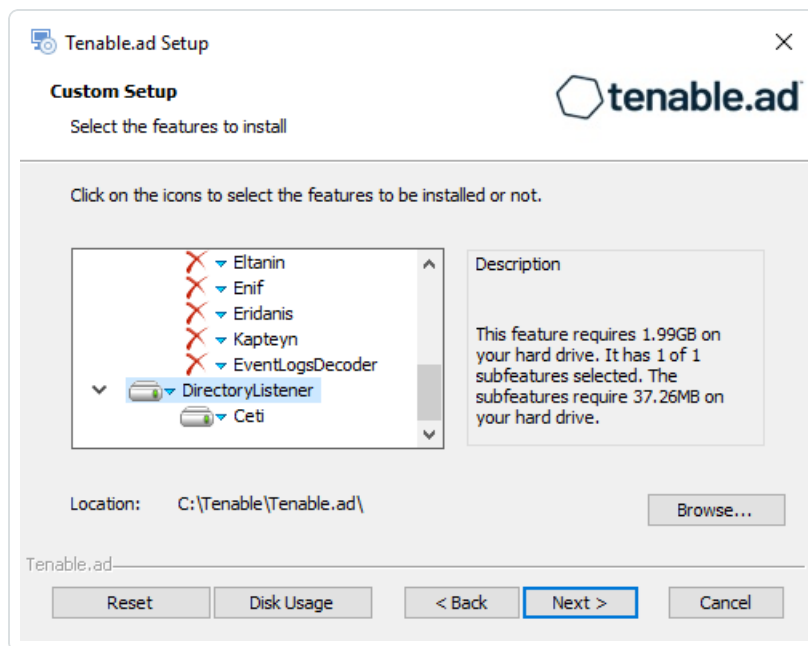 Tenable.ad Setup
Custom Setup
tenable.ad
Select the features to install
Click on the icons to select the features to be installed or not.
Eltanin
Enif
Eridanis
Kapteyn
EventLogsDecoder
DirectoryListener
Ceti
Description
This feature requires 1.99GB on
your hard drive. It has 1 of 1
subfeatures selected. The
subfeatures require 37.26MB on
your hard drive.
Location: C:\Tenable\Tenable.ad\
Browse...
Tenable.ad
Reset Disk Usage < Back Next > Cancel